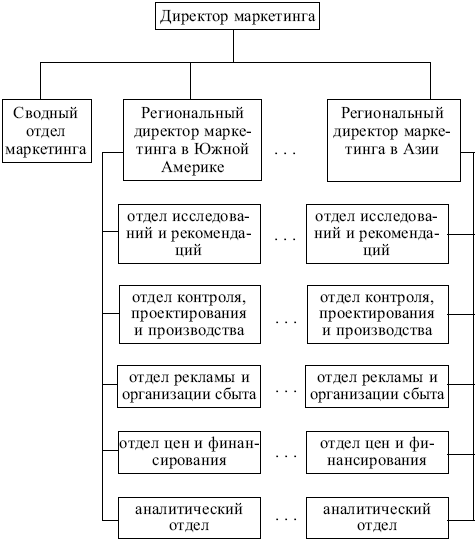 Директор маркетинга
Сводный
отдел
маркетинга
Региональный
директор марке-
тинга в Южной
Америке
. . .
Региональный
директор марке-
тинга в Азии
отдел исследова-
ний и рекоменда-
ций
. . .
отдел исследова-
ний и рекоменда-
ций
отдел контроля,
проектирования
и производства
. . .
отдел контроля,
проектирования
и производства
отдел рекламы и
организации сбыта
. . .
отдел рекламы и
организации сбыта
отдел цен и финан-
сирования
. . .
отдел цен и фи-
нансирования
аналитический
отдел
. . .
аналитический
отдел